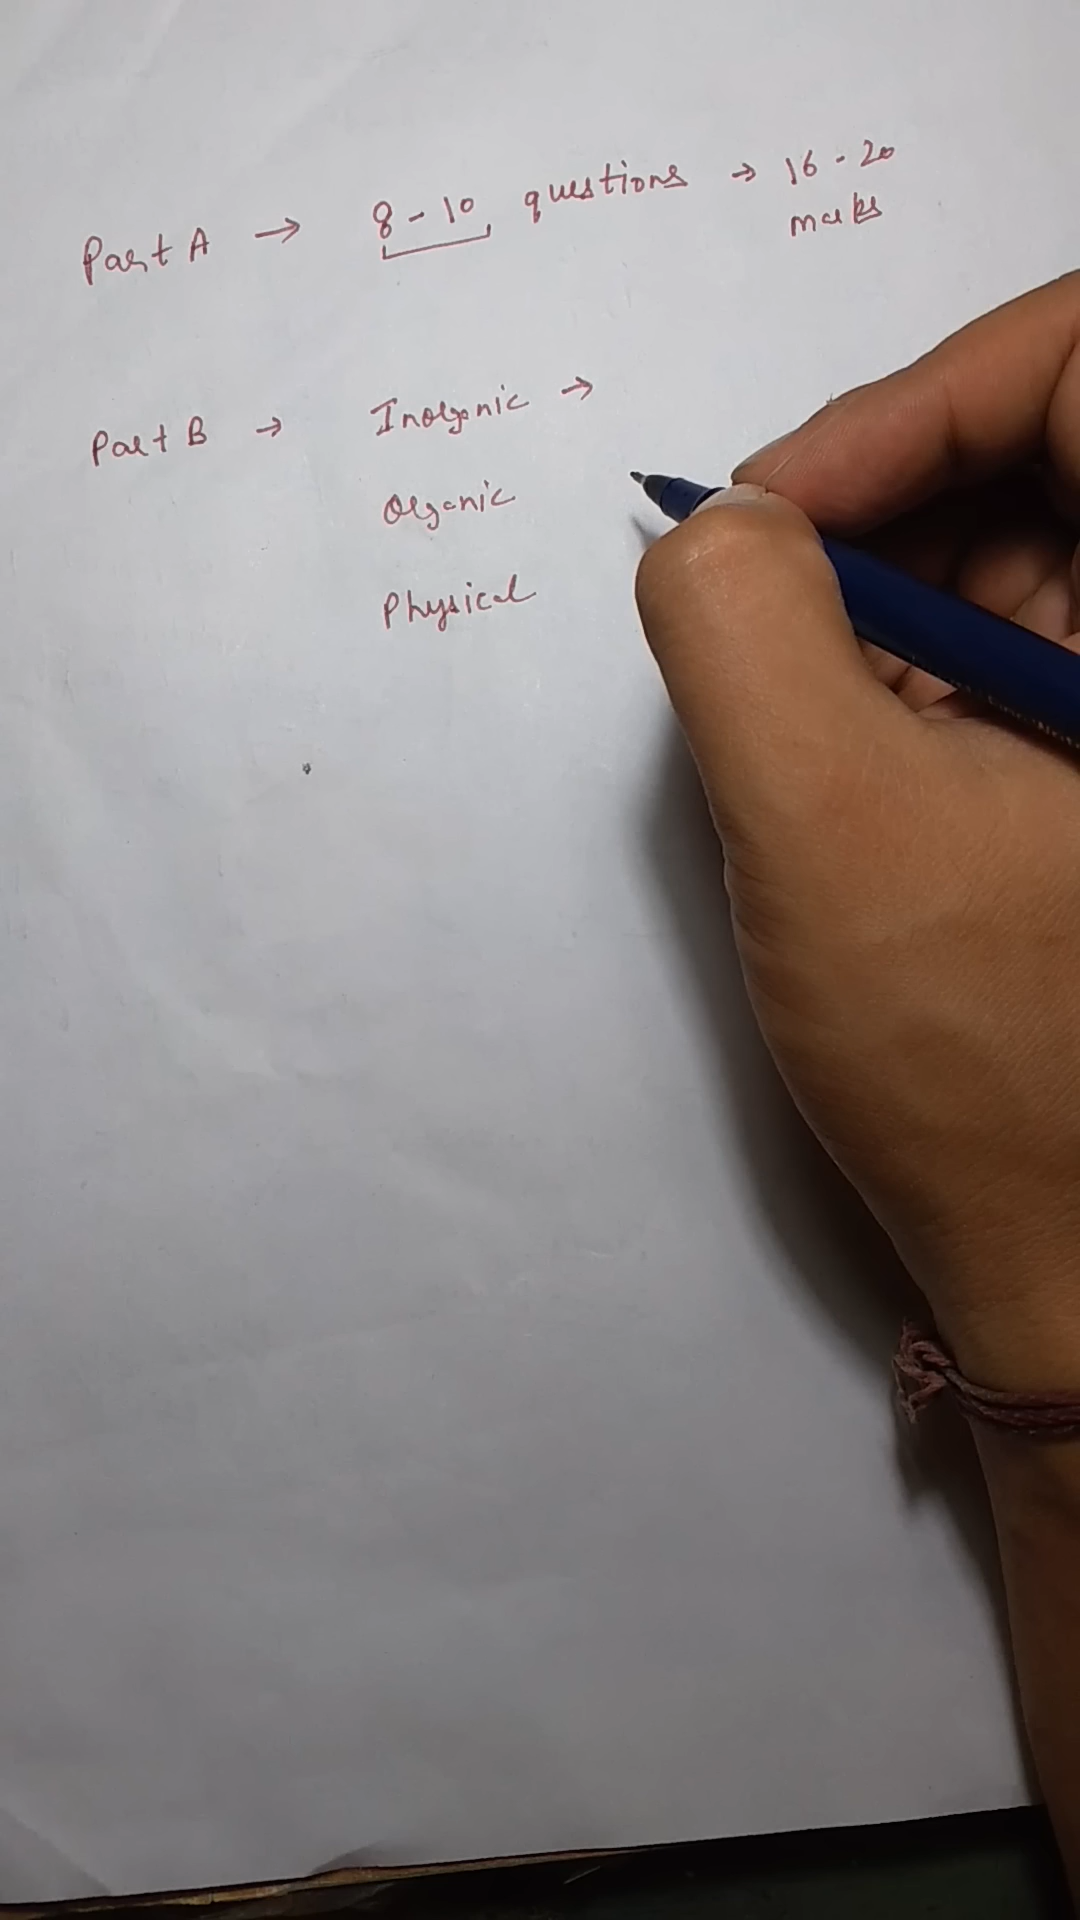 Part A → 8 - 10 questions → 16 - 20
marks
Part B → Inorganic →
Organic
Physical